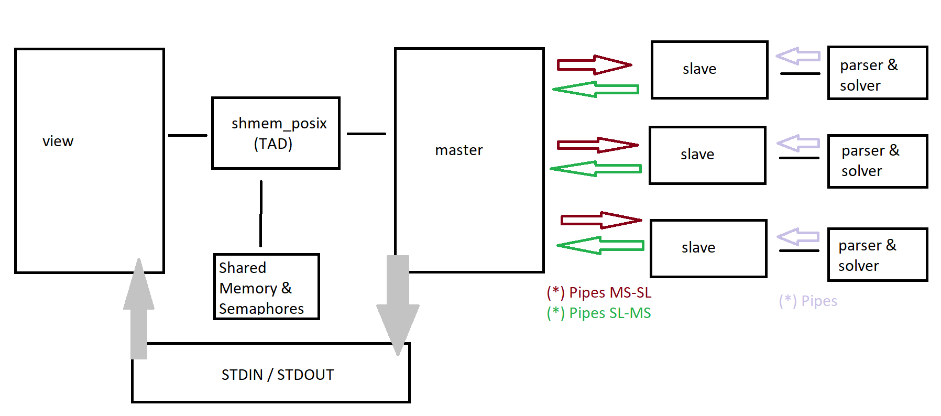 view
shmem_posix
(TAD)
Shared
Memory &
Semaphores
master
slave
parser &
solver
slave
parser &
solver
slave
parser &
solver
(*) Pipes MS-SL
(*) Pipes SL-MS
(*) Pipes
STDIN / STDOUT